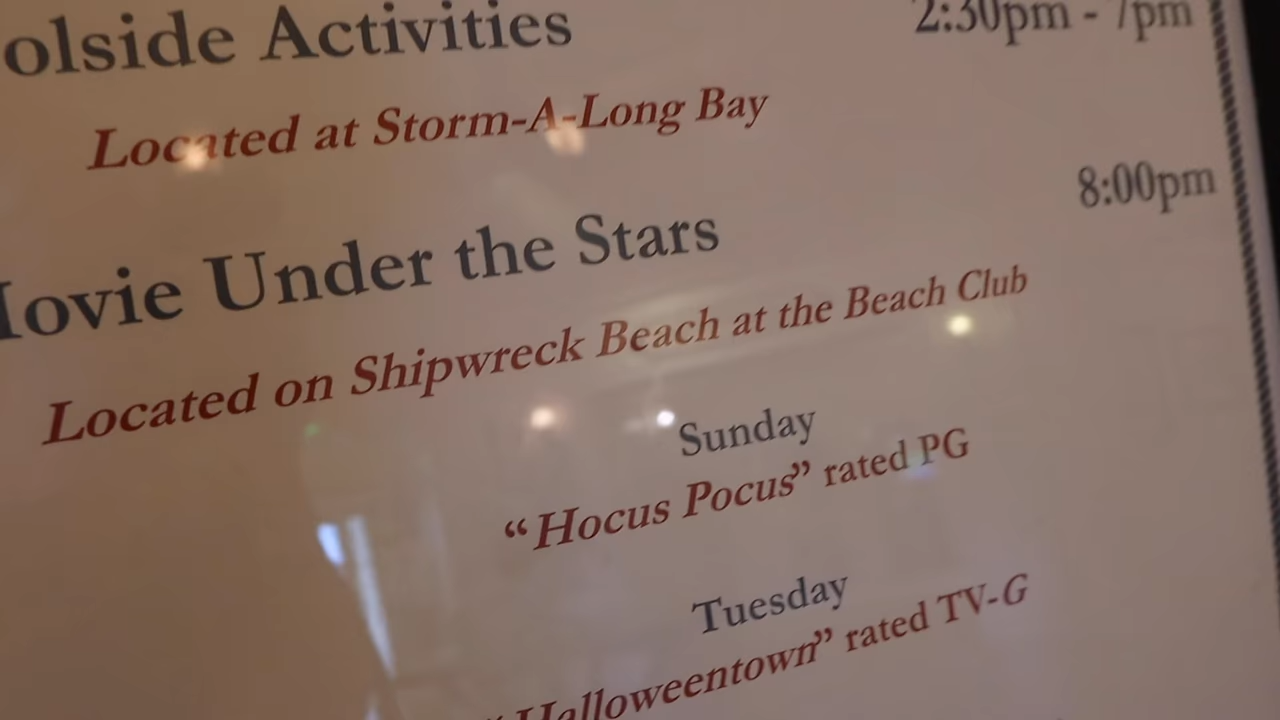 olside Activities 2:30pm - 7pm
Located at Storm-A-Long Bay
8:00pm
Movie Under the Stars
Located on Shipwreck Beach at the Beach Club
Sunday
“Hocus Pocus” rated PG
Tuesday
“Halloweentown” rated TV-G